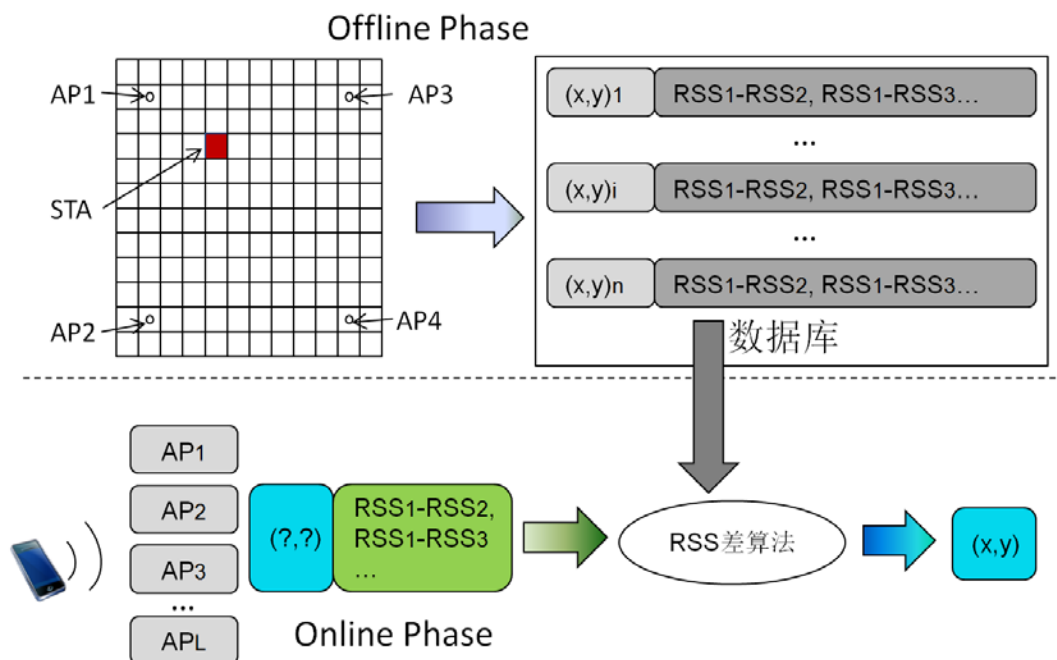 Offline Phase
AP1
AP3
STA
AP2
AP4
(x,y)1 RSS1-RSS2, RSS1-RSS3...
...
(x,y)i RSS1-RSS2, RSS1-RSS3...
...
(x,y)n RSS1-RSS2, RSS1-RSS3...
数据库
AP1
AP2
AP3
...
APL
(?,?)
RSS1-RSS2,
RSS1-RSS3
...
RSS差算法
(x,y)
Online Phase